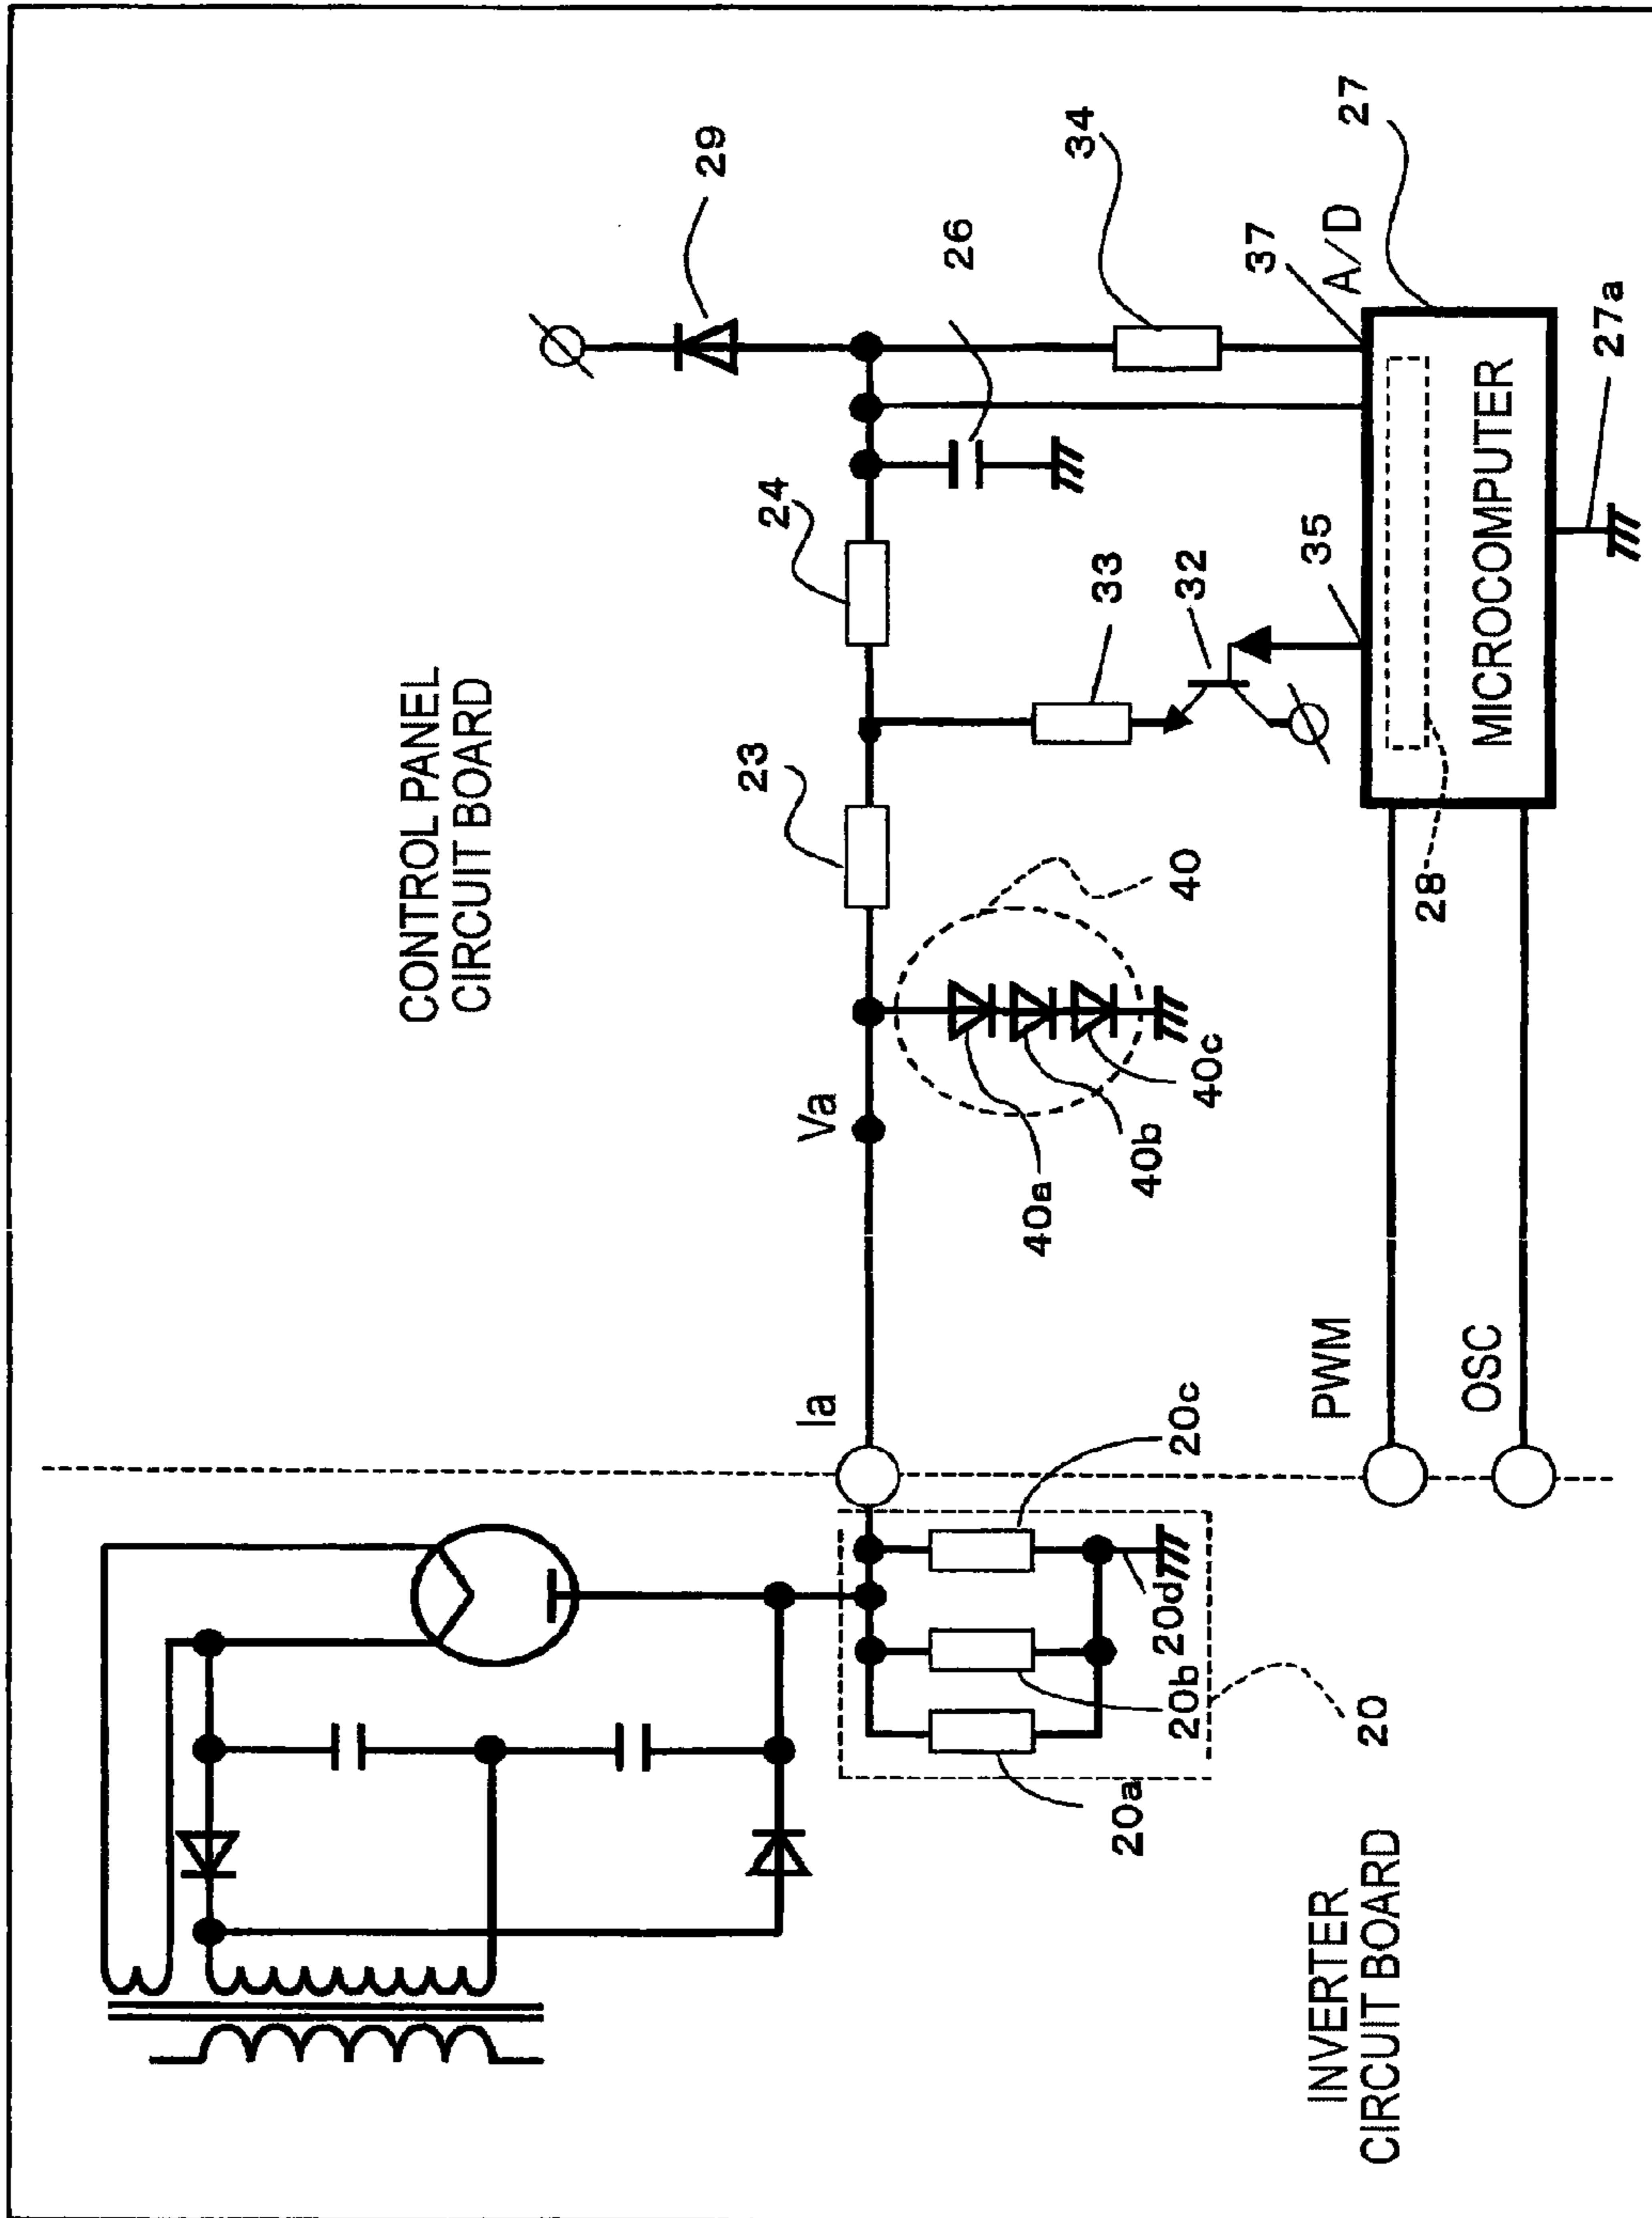 CONTROL PANEL
CIRCUIT BOARD
29
34
26
37
A/D
27
24
33
32
35
MICROCOMPUTER
27a
23
28
40
Va
40a
40b
40c
Ia
PWM
OSC
20c
20d
20b
20a
20
INVERTER
CIRCUIT BOARD